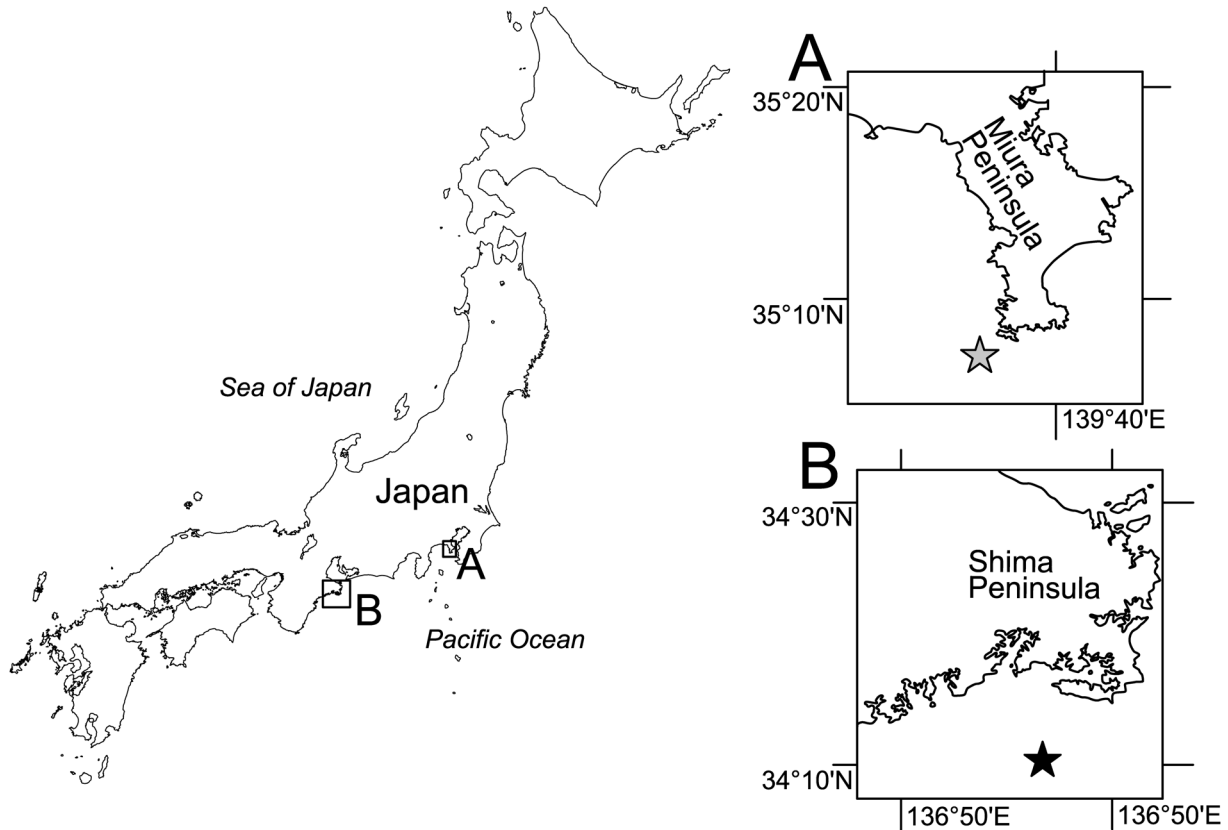 Sea of Japan
Japan
A
B
Pacific Ocean
A
35°20'N
Miura
Peninsula
35°10'N
139°40'E
B
34°30'N
Shima
Peninsula
34°10'N
136°50'E
136°50'E